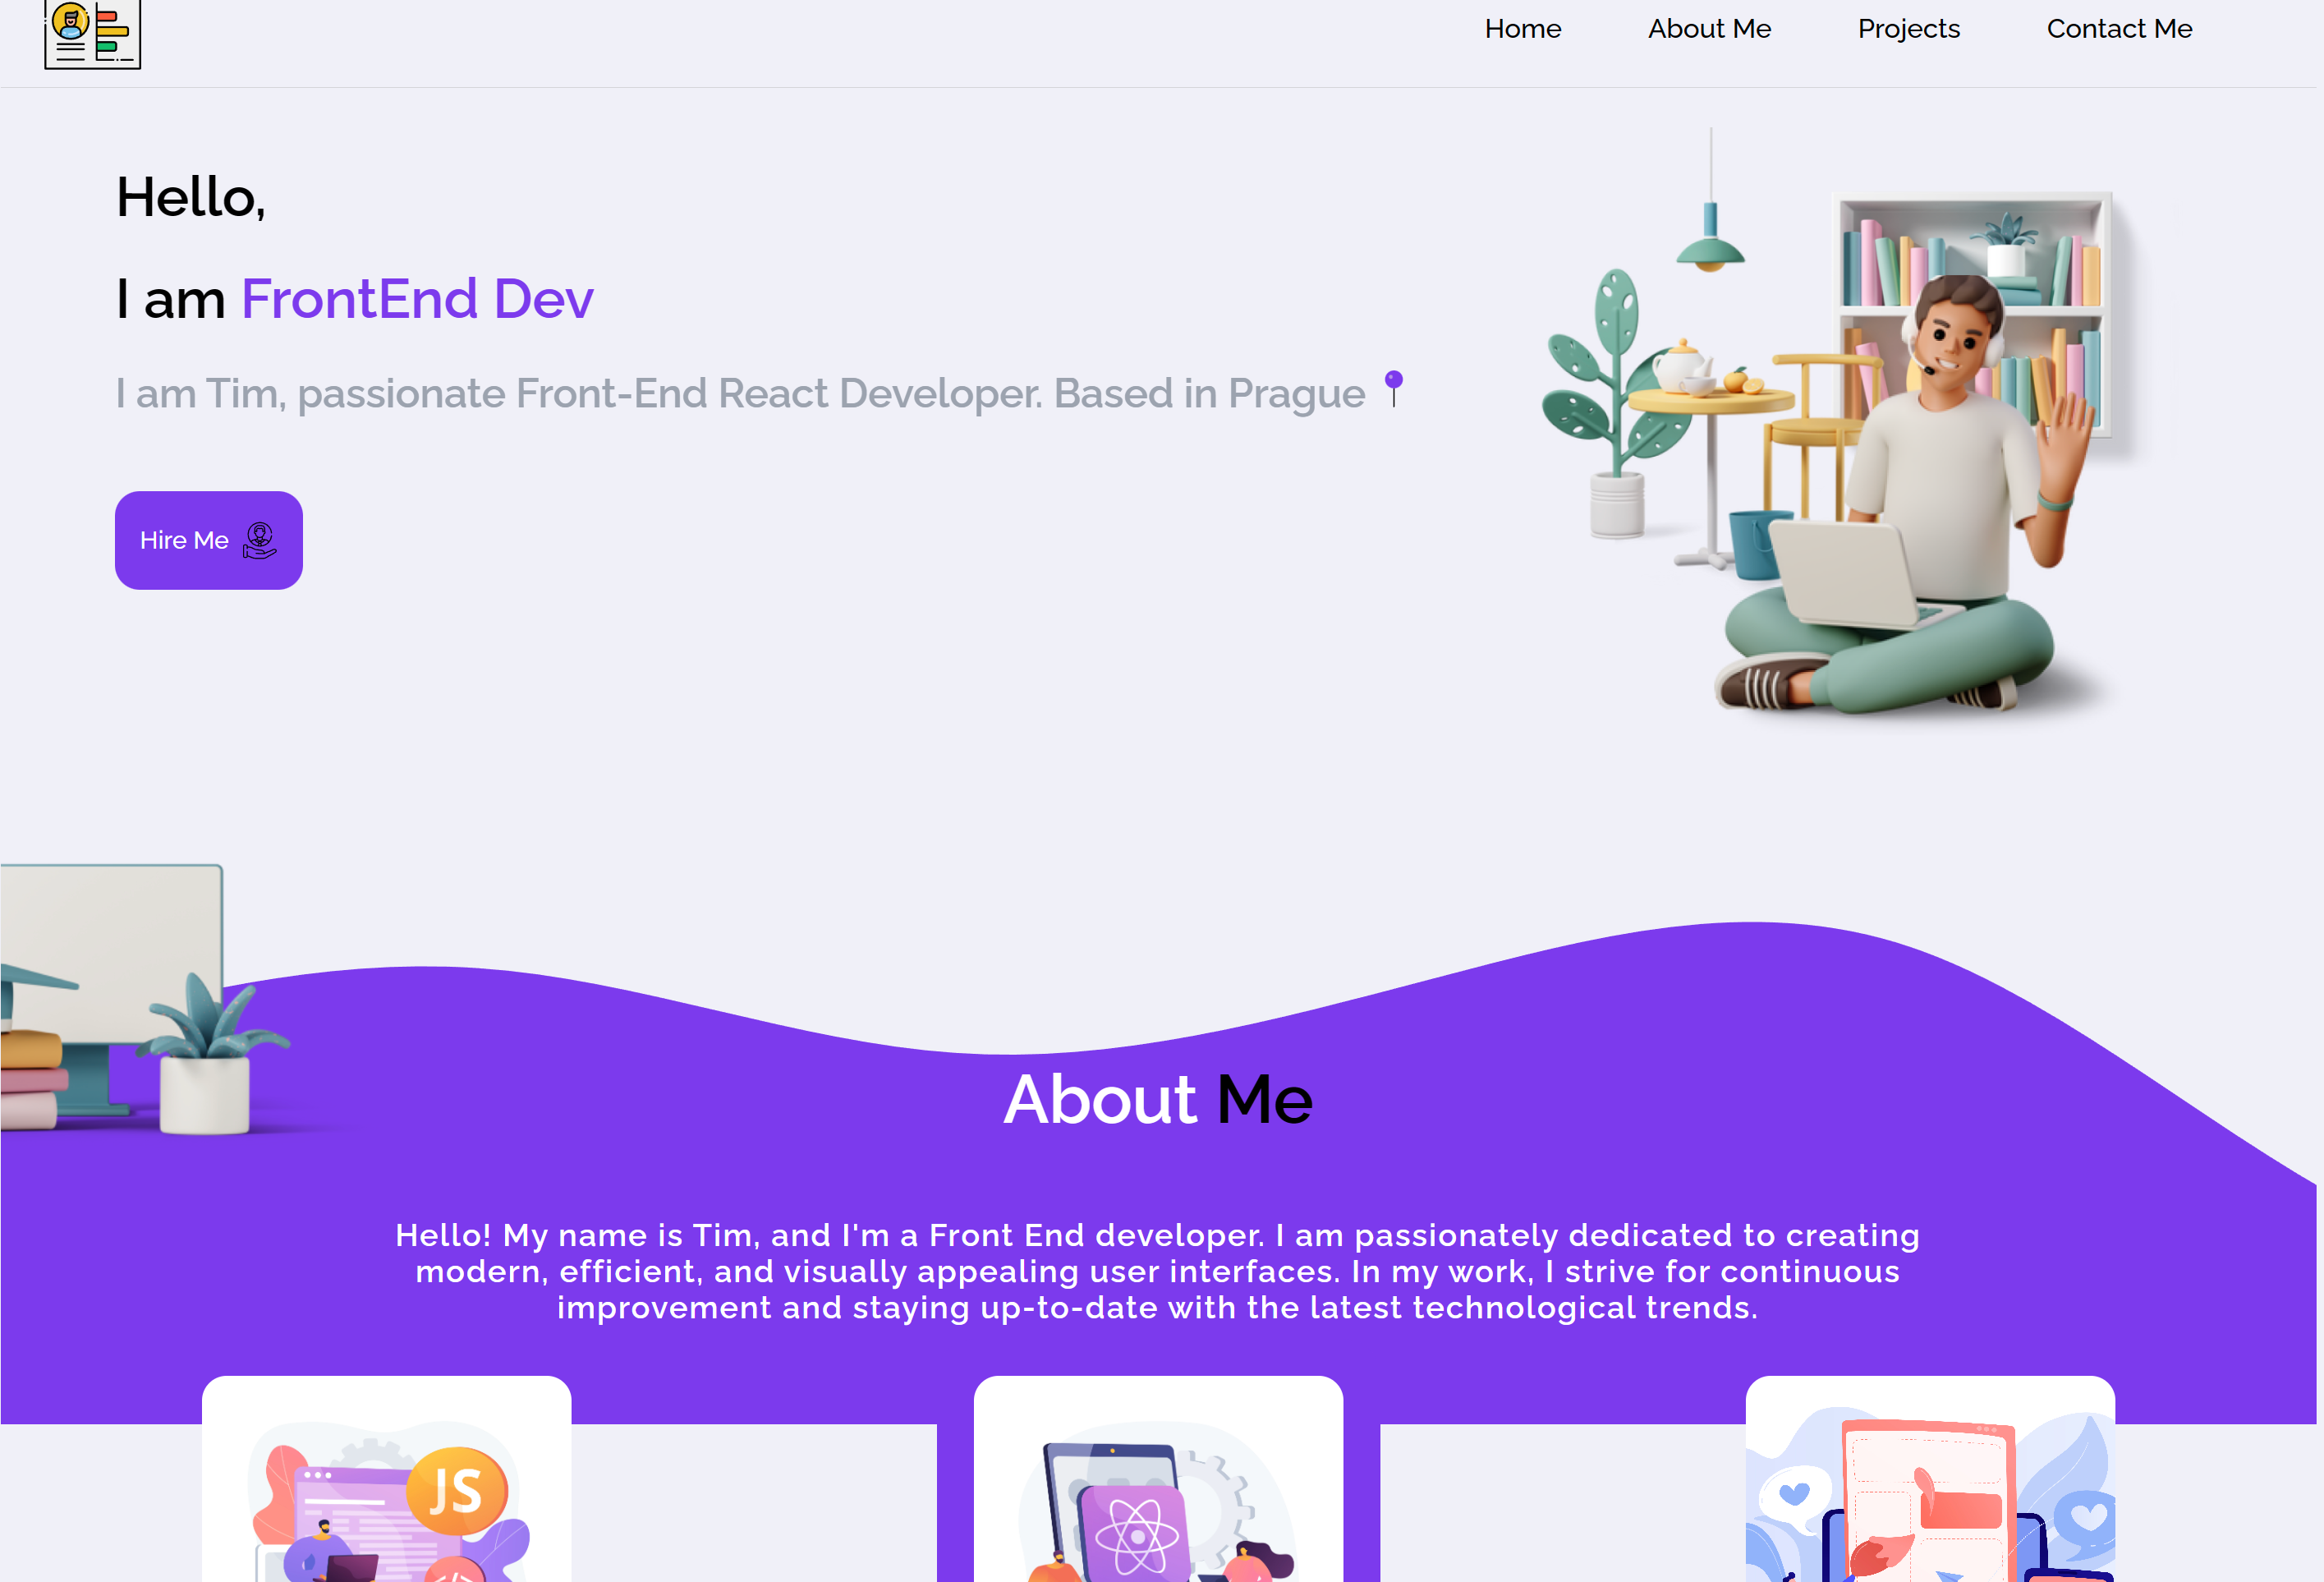 Home About Me Projects Contact Me
Hello,
I am FrontEnd Dev
I am Tim, passionate Front-End React Developer. Based in Prague
Hire Me
About Me
Hello! My name is Tim, and I'm a Front End developer. I am passionately dedicated to creating
modern, efficient, and visually appealing user interfaces. In my work, I strive for continuous
improvement and staying up-to-date with the latest technological trends.
JS
</>